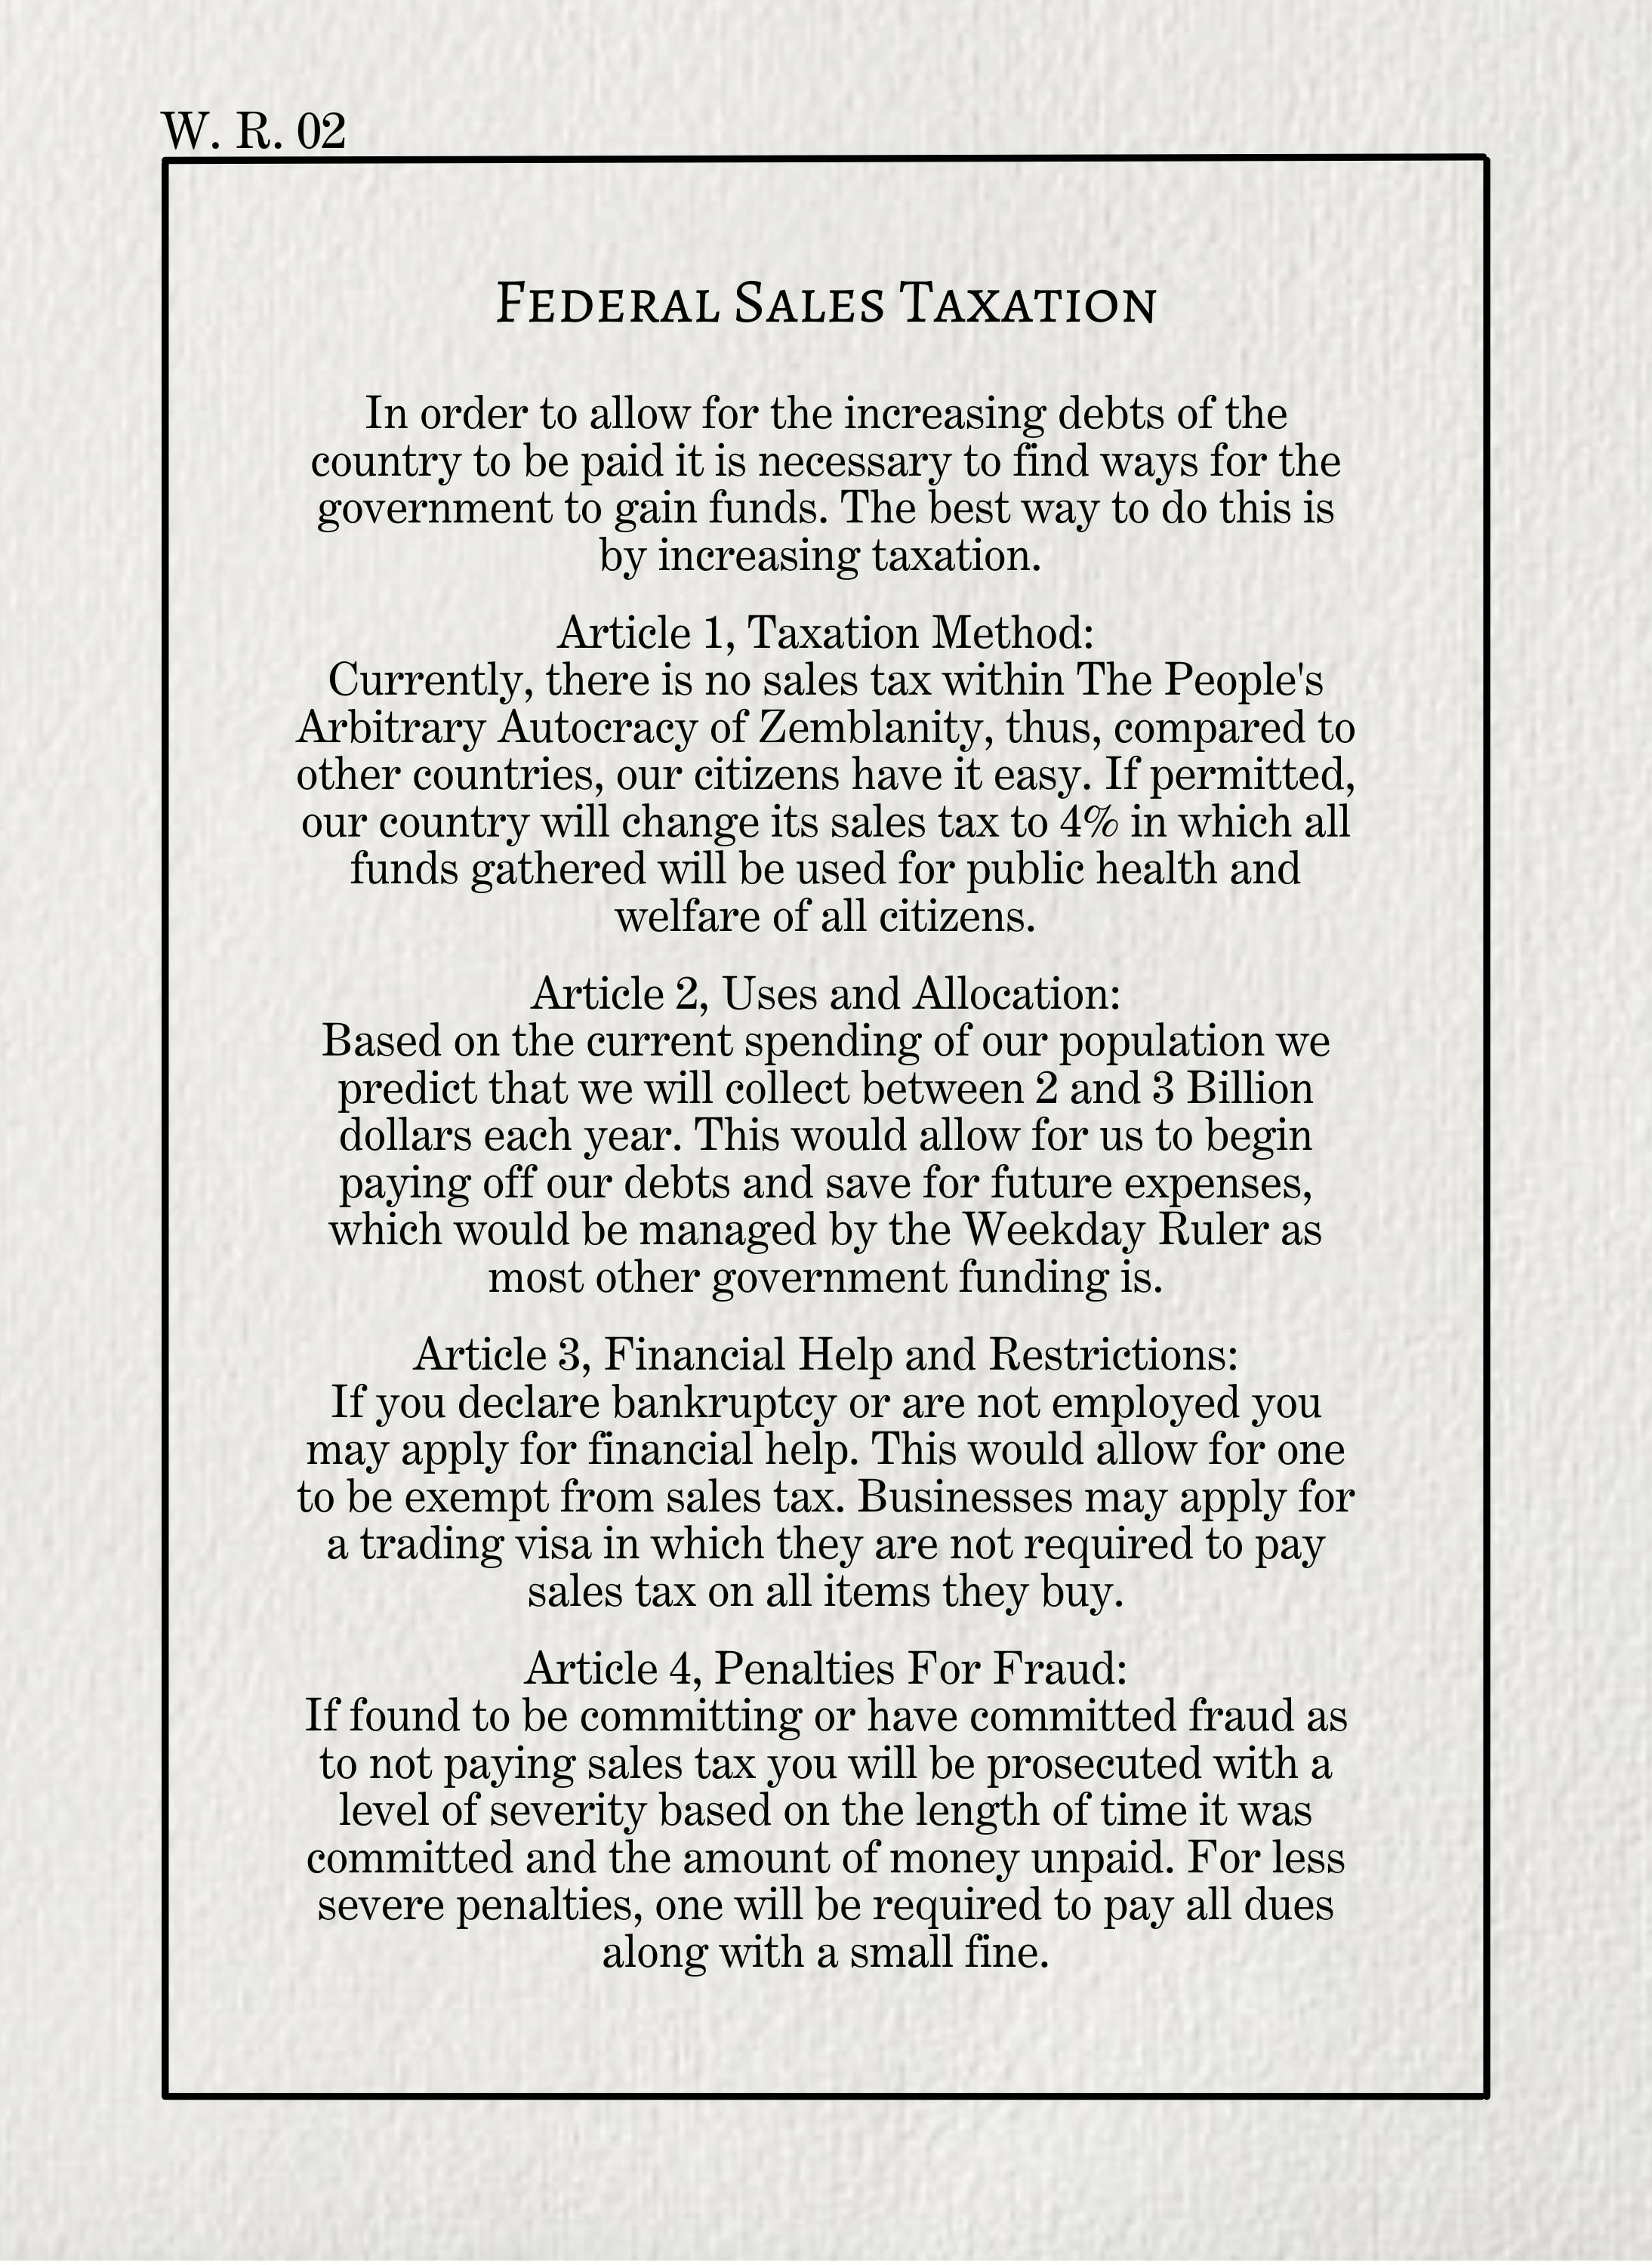 W. R. 02
Federal Sales Taxation
In order to allow for the increasing debts of the
country to be paid it is necessary to find ways for the
government to gain funds. The best way to do this is
by increasing taxation.
Article 1, Taxation Method:
Currently, there is no sales tax within The People's
Arbitrary Autocracy of Zemblanity, thus, compared to
other countries, our citizens have it easy. If permitted,
our country will change its sales tax to 4% in which all
funds gathered will be used for public health and
welfare of all citizens.
Article 2, Uses and Allocation:
Based on the current spending of our population we
predict that we will collect between 2 and 3 Billion
dollars each year. This would allow for us to begin
paying off our debts and save for future expenses,
which would be managed by the Weekday Ruler as
most other government funding is.
Article 3, Financial Help and Restrictions:
If you declare bankruptcy or are not employed you
may apply for financial help. This would allow for one
to be exempt from sales tax. Businesses may apply for
a trading visa in which they are not required to pay
sales tax on all items they buy.
Article 4, Penalties For Fraud:
If found to be committing or have committed fraud as
to not paying sales tax you will be prosecuted with a
level of severity based on the length of time it was
committed and the amount of money unpaid. For less
severe penalties, one will be required to pay all dues
along with a small fine.